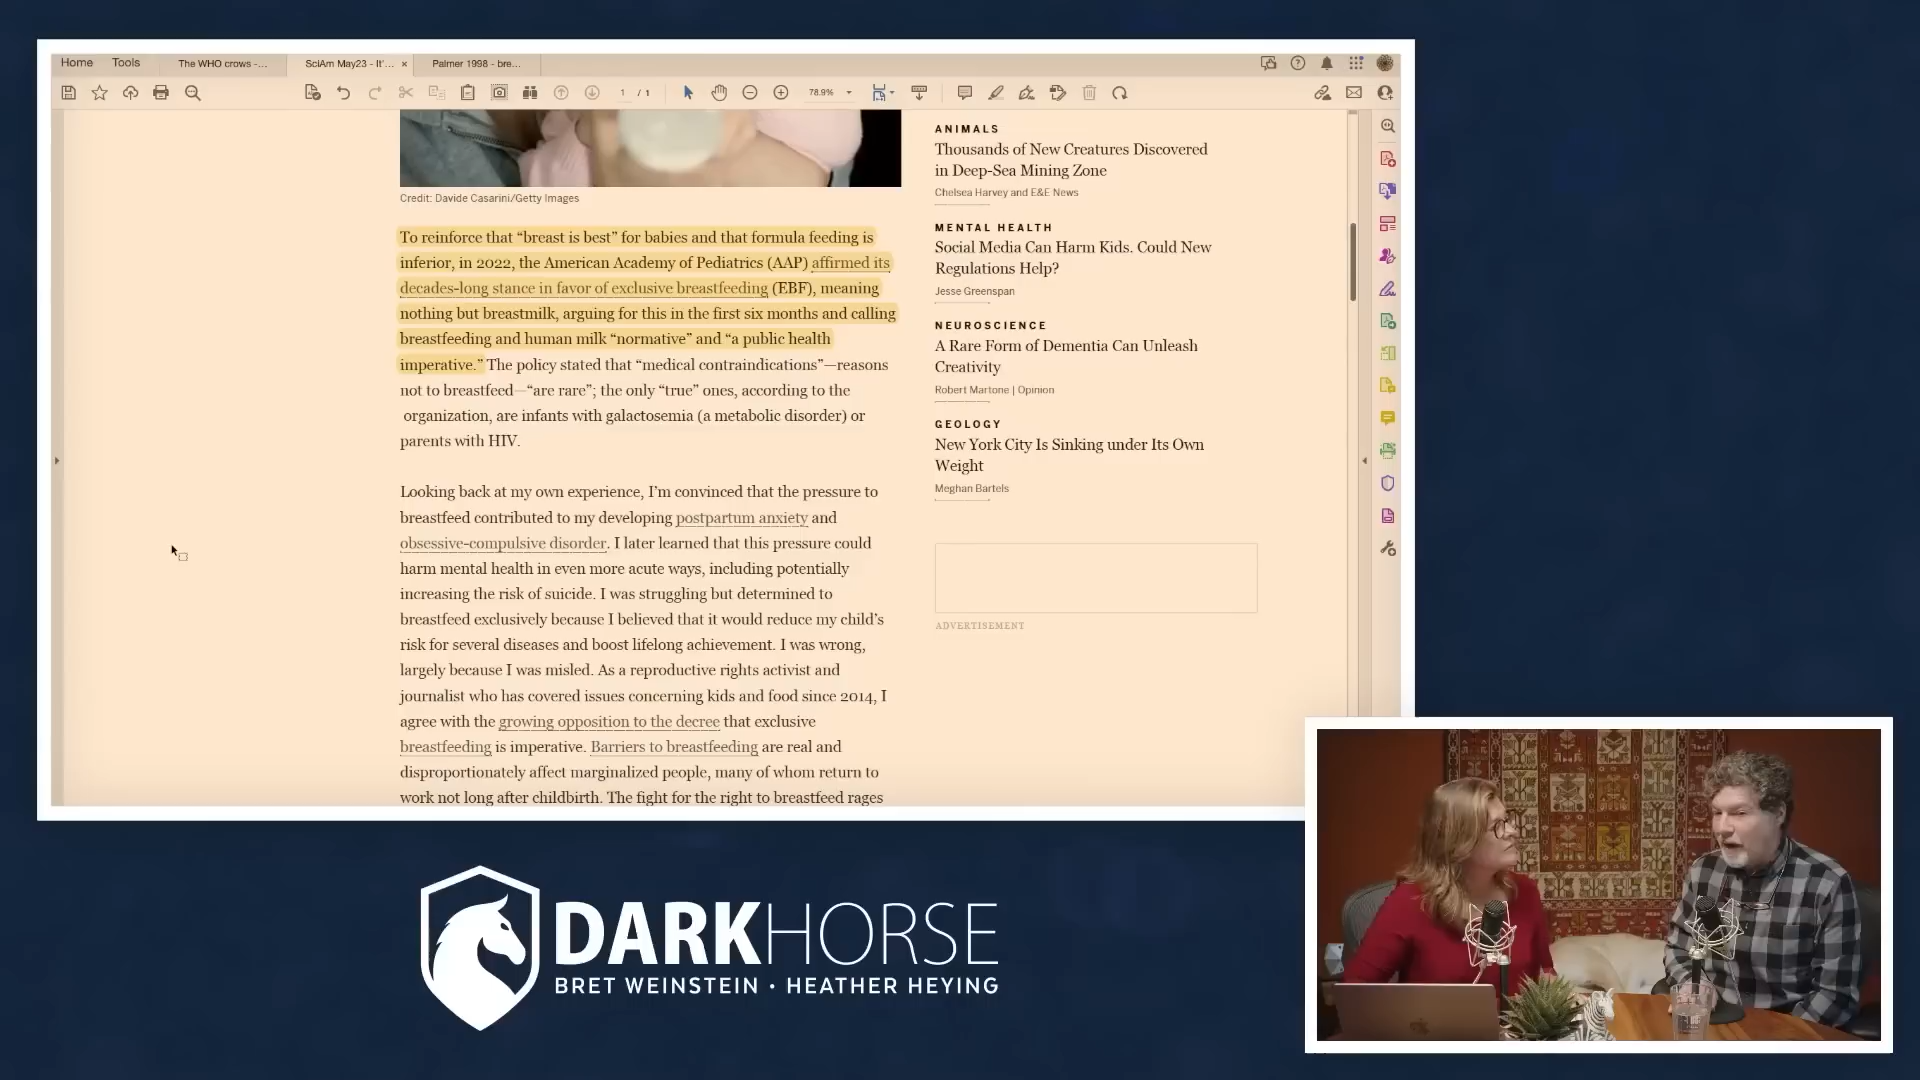 Home Tools The WHO crows -... SciAm May23 - It'... × Palmer 1998 - bre...
1 / 1 78.9%
Credit: Davide Casarini/Getty Images
To reinforce that “breast is best” for babies and that formula feeding is
inferior, in 2022, the American Academy of Pediatrics (AAP) affirmed its
decades-long stance in favor of exclusive breastfeeding (EBF), meaning
nothing but breastmilk, arguing for this in the first six months and calling
breastfeeding and human milk “normative” and “a public health
imperative.” The policy stated that “medical contraindications”—reasons
not to breastfeed—“are rare”; the only “true” ones, according to the
organization, are infants with galactosemia (a metabolic disorder) or
parents with HIV.
Looking back at my own experience, I’m convinced that the pressure to
breastfeed contributed to my developing postpartum anxiety and
obsessive-compulsive disorder. I later learned that this pressure could
harm mental health in even more acute ways, including potentially
increasing the risk of suicide. I was struggling but determined to
breastfeed exclusively because I believed that it would reduce my child’s
risk for several diseases and boost lifelong achievement. I was wrong,
largely because I was misled. As a reproductive rights activist and
journalist who has covered issues concerning kids and food since 2014, I
agree with the growing opposition to the decree that exclusive
breastfeeding is imperative. Barriers to breastfeeding are real and
disproportionately affect marginalized people, many of whom return to
work not long after childbirth. The fight for the right to breastfeed rages
ANIMALS
Thousands of New Creatures Discovered
in Deep-Sea Mining Zone
Chelsea Harvey and E&E News
MENTAL HEALTH
Social Media Can Harm Kids. Could New
Regulations Help?
Jesse Greenspan
NEUROSCIENCE
A Rare Form of Dementia Can Unleash
Creativity
Robert Martone | Opinion
GEOLOGY
New York City Is Sinking under Its Own
Weight
Meghan Bartels
ADVERTISEMENT
DARKHORSE
BRET WEINSTEIN • HEATHER HEYING